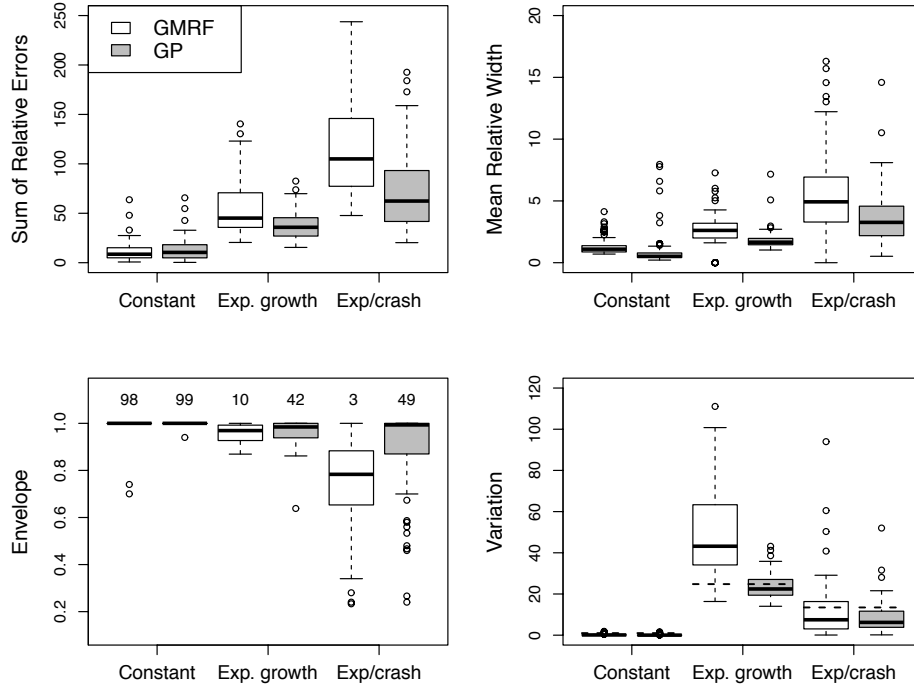 GMRF
GP
Sum of Relative Errors
250
200
150
100
50
0
Constant Exp. growth Exp/crash
Mean Relative Width
20
15
10
5
0
Constant Exp. growth Exp/crash
98 99 10 42 3 49
Envelope
1.0
0.8
0.6
0.4
0.2
Constant Exp. growth Exp/crash
Variation
120
100
80
60
40
20
0
Constant Exp. growth Exp/crash